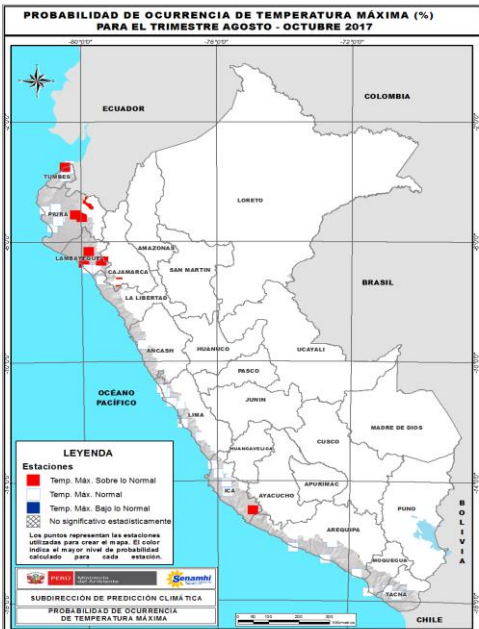 PROBABILIDAD DE OCURRENCIA DE TEMPERATURA MÁXIMA (%)
PARA EL TRIMESTRE AGOSTO - OCTUBRE 2017
-80°0'0"
-76°0'0"
-72°0'0"
COLOMBIA
ECUADOR
TUMBES
LORETO
PIURA
AMAZONAS
LAMBAYEQUE
CAJAMARCA
SAN MARTIN
BRASIL
LA LIBERTAD
ANCASH
HUANUCO
UCAYALI
PASCO
OCÉANO
PACÍFICO
JUNIN
LIMA
MADRE DE DIOS
CUSCO
HUANCAVELICA
APURIMAC
ICA
AYACUCHO
PUNO
AREQUIPA
BOLIVIA
MOQUEGUA
TACNA
CHILE
LEYENDA
Estaciones
Temp. Máx. Sobre lo Normal
Temp. Máx. Normal
Temp. Máx. Bajo lo Normal
No significativo estadísticamente
Los puntos representan las estaciones
utilizadas para crear el mapa. El color
indica el mayor nivel de probabilidad
calculado para cada estación.
PERÚ Ministerio del Ambiente Senamhi
SUBDIRECCIÓN DE PREDICCIÓN CLIMÁTICA
PROBABILIDAD DE OCURRENCIA
DE TEMPERATURA MÁXIMA